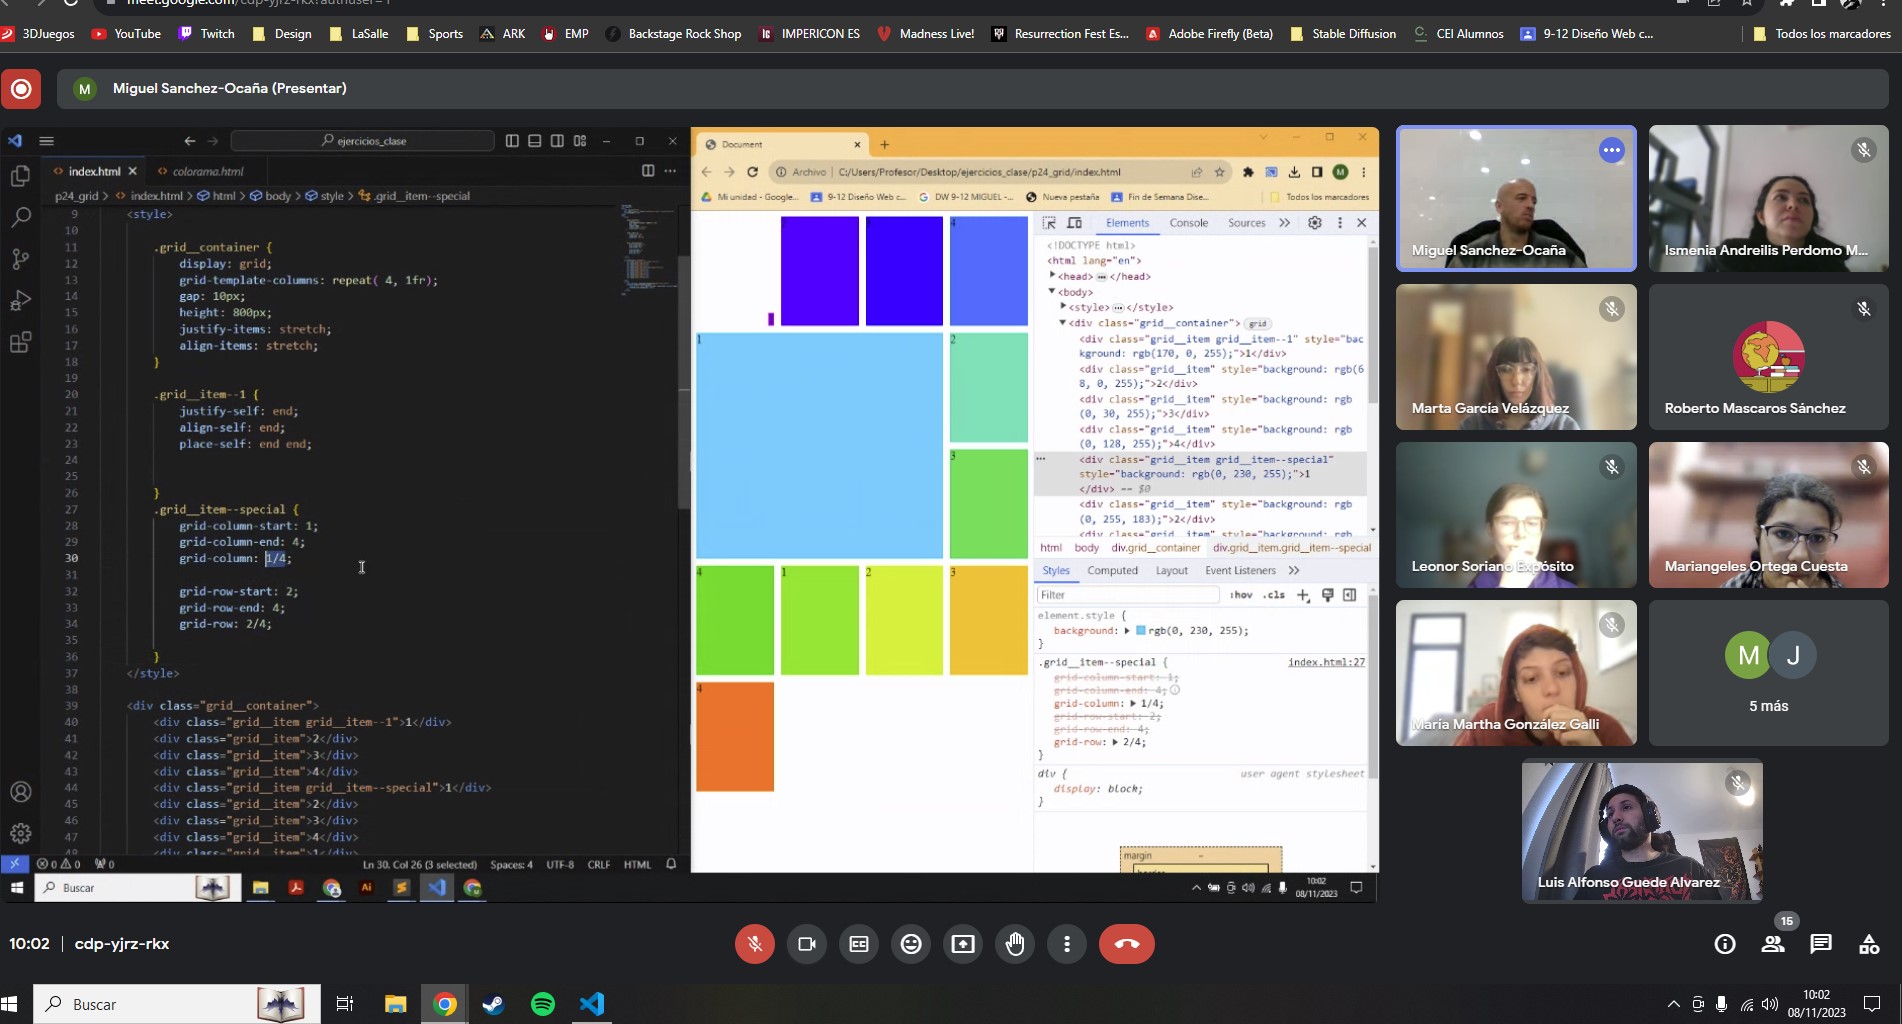 meet.google.com/cdp-yjrz-rkx?authuser=1
3DJuegos YouTube Twitch Design LaSalle Sports ARK EMP Backstage Rock Shop IMPERICON ES Madness Live! Resurrection Fest Es... Adobe Firefly (Beta) Stable Diffusion CEI Alumnos 9-12 Diseño Web c... Todos los marcadores
M Miguel Sanchez-Ocaña (Presentar)
ejercicios_clase
index.html colorama.html
p24_grid > index.html > html > body > style > .grid__item--special
9 <style>
10
11 .grid__container {
12 display: grid;
13 grid-template-columns: repeat( 4, 1fr);
14 gap: 10px;
15 height: 800px;
16 justify-items: stretch;
17 align-items: stretch;
18 }
19
20 .grid__item--1 {
21 justify-self: end;
22 align-self: end;
23 place-self: end end;
24
25
26 }
27 .grid__item--special {
28 grid-column-start: 1;
29 grid-column-end: 4;
30 grid-column: 1/4;
31
32 grid-row-start: 2;
33 grid-row-end: 4;
34 grid-row: 2/4;
35
36 }
37 </style>
38
39 <div class="grid__container">
40 <div class="grid__item grid__item--1">1</div>
41 <div class="grid__item">2</div>
42 <div class="grid__item">3</div>
43 <div class="grid__item">4</div>
44 <div class="grid__item grid__item--special">1</div>
45 <div class="grid__item">2</div>
46 <div class="grid__item">3</div>
47 <div class="grid__item">4</div>
48 <div class="grid__item">1</div>
0 0 0 Ln 30, Col 26 (3 selected) Spaces: 4 UTF-8 CRLF HTML
Document
Archivo C:/Users/Profesor/Desktop/ejercicios_clase/p24_grid/index.html M
Mi unidad - Google... 9-12 Diseño Web c... DW 9-12 MIGUEL -... Nueva pestaña Fin de Semana Dise... Todos los marcadores
4
1 2
3
4 1 2 3
4
Elements Console Sources
<!DOCTYPE html>
<html lang="en">
<head> </head>
<body>
<style> </style>
<div class="grid__container"> grid
<div class="grid__item grid__item--1" style="bac
kground: rgb(170, 0, 255);">1</div>
<div class="grid__item" style="background: rgb(6
8, 0, 255);">2</div>
<div class="grid__item" style="background: rgb
(0, 30, 255);">3</div>
<div class="grid__item" style="background: rgb
(0, 128, 255);">4</div>
<div class="grid__item grid__item--special"
style="background: rgb(0, 230, 255);">1
</div> == $0
<div class="grid__item" style="background: rgb
(0, 255, 183);">2</div>
<div class="grid__item" style="background: rgb
html body div.grid__container div.grid__item.grid__item--special
Styles Computed Layout Event Listeners
Filter :hov .cls
element.style {
background: rgb(0, 230, 255);
}
.grid__item--special { index.html:27
grid-column-start: 1;
grid-column-end: 4;
grid-column: 1/4;
grid-row-start: 2;
grid-row-end: 4;
grid-row: 2/4;
}
div { user agent stylesheet
display: block;
}
margin -
border
Buscar
Ai
10:02
08/11/2023
Miguel Sanchez-Ocaña
Ismenia Andreilis Perdomo M...
Marta García Velázquez
Roberto Mascaros Sánchez
Leonor Soriano Expósito
Mariangeles Ortega Cuesta
María Martha González Galli
M J
5 más
Luis Alfonso Guede Alvarez
10:02 | cdp-yjrz-rkx
15
Buscar
10:02
08/11/2023